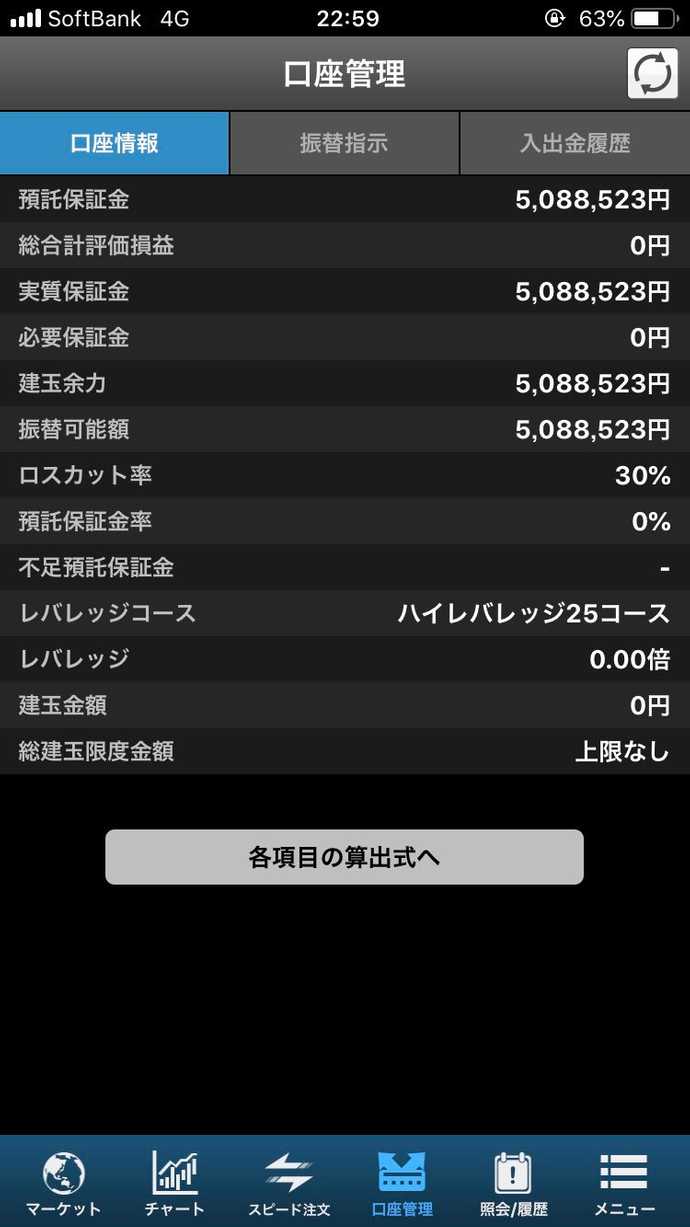 SoftBank 4G 22:59 63%
口座管理
口座情報 振替指示 入出金履歴
預託保証金 5,088,523円
総合計評価損益 0円
実質保証金 5,088,523円
必要保証金 0円
建玉余力 5,088,523円
振替可能額 5,088,523円
ロスカット率 30%
預託保証金率 0%
不足預託保証金 -
レバレッジコース ハイレバレッジ25コース
レバレッジ 0.00倍
建玉金額 0円
総建玉限度金額 上限なし
各項目の算出式へ
マーケット チャート スピード注文 口座管理 照会/履歴 メニュー